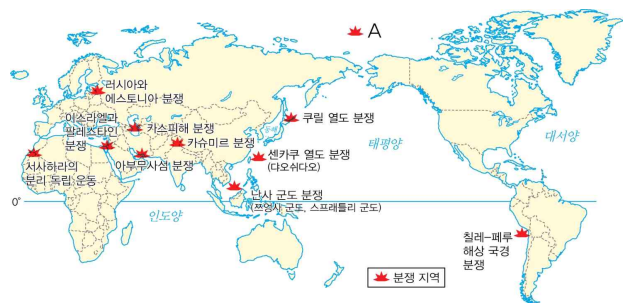 A
러시아와
에스토니아 분쟁
이스라엘과
팔레스타인
분쟁
카스피해 분쟁
카슈미르 분쟁
쿠릴 열도 분쟁
동해
태평양
대서양
서사하라의
분리 독립 운동
아부무사섬 분쟁
센카쿠 열도 분쟁
(댜오위다오)
난사 군도 분쟁
(쯔엉사 군도, 스프래틀리 군도)
0°
인도양
칠레-페루
해상 국경
분쟁
분쟁 지역